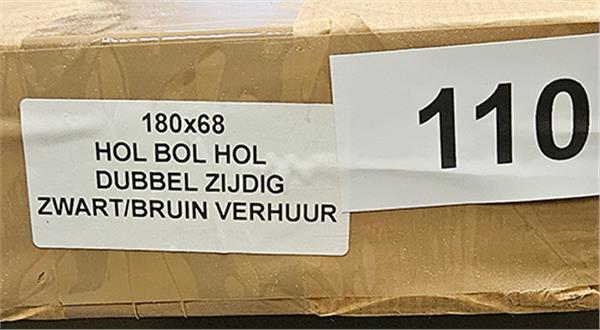 180x68
HOL BOL HOL
DUBBEL ZIJDIG
ZWART/BRUIN VERHUUR
110